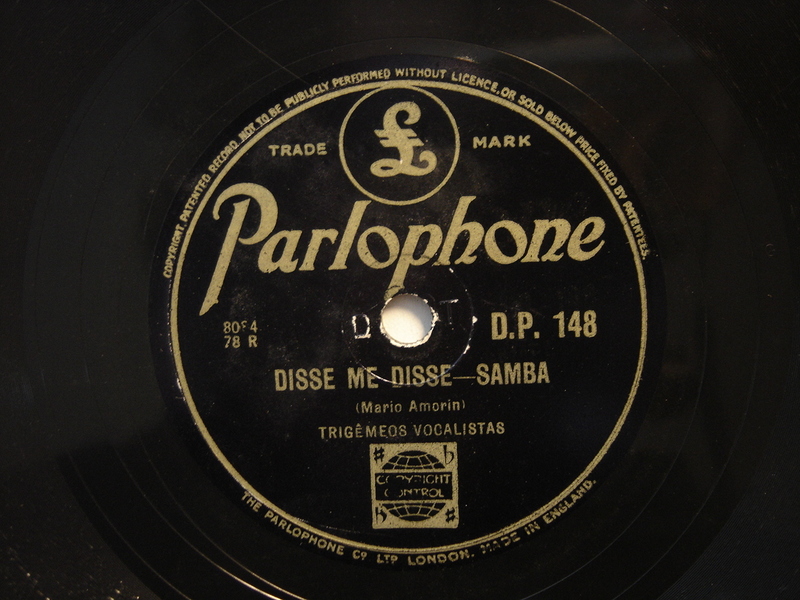 COPYRIGHT. PATENTED RECORD NOT TO BE PUBLICLY PERFORMED WITHOUT LICENCE, OR SOLD BELOW PRICE FIXED BY PATENTEES.
£
TRADE MARK
Parlophone
78 R
D.P. 148
DISSE ME DISSE—SAMBA
(Mario Amorin)
TRIGÊMEOS VOCALISTAS
COPYRIGHT
CONTROL
THE PARLOPHONE Cº LTD LONDON. MADE IN ENGLAND.